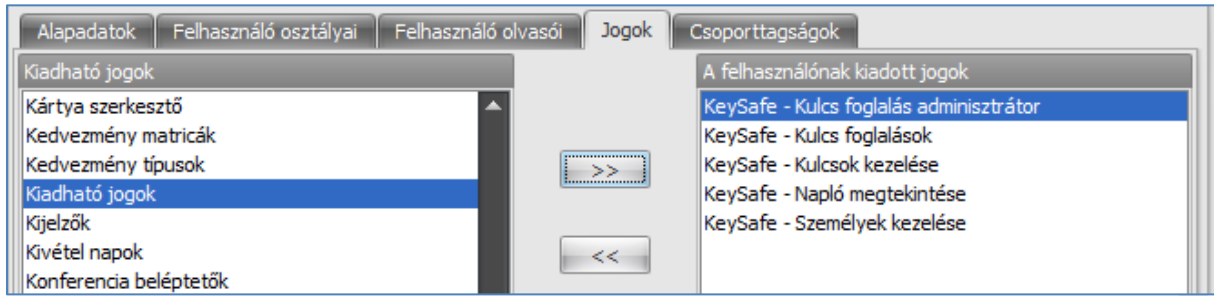 Alapadatok Felhasználó osztályai Felhasználó olvasói Jogok Csoporttagságok
Kiadható jogok
Kártya szerkesztő
Kedvezmény matricák
Kedvezmény típusok
Kiadható jogok
Kijelzők
Kivétel napok
Konferencia beléptetők
>>
<<
A felhasználónak kiadott jogok
KeySafe - Kulcs foglalás adminisztrátor
KeySafe - Kulcs foglalások
KeySafe - Kulcsok kezelése
KeySafe - Napló megtekintése
KeySafe - Személyek kezelése